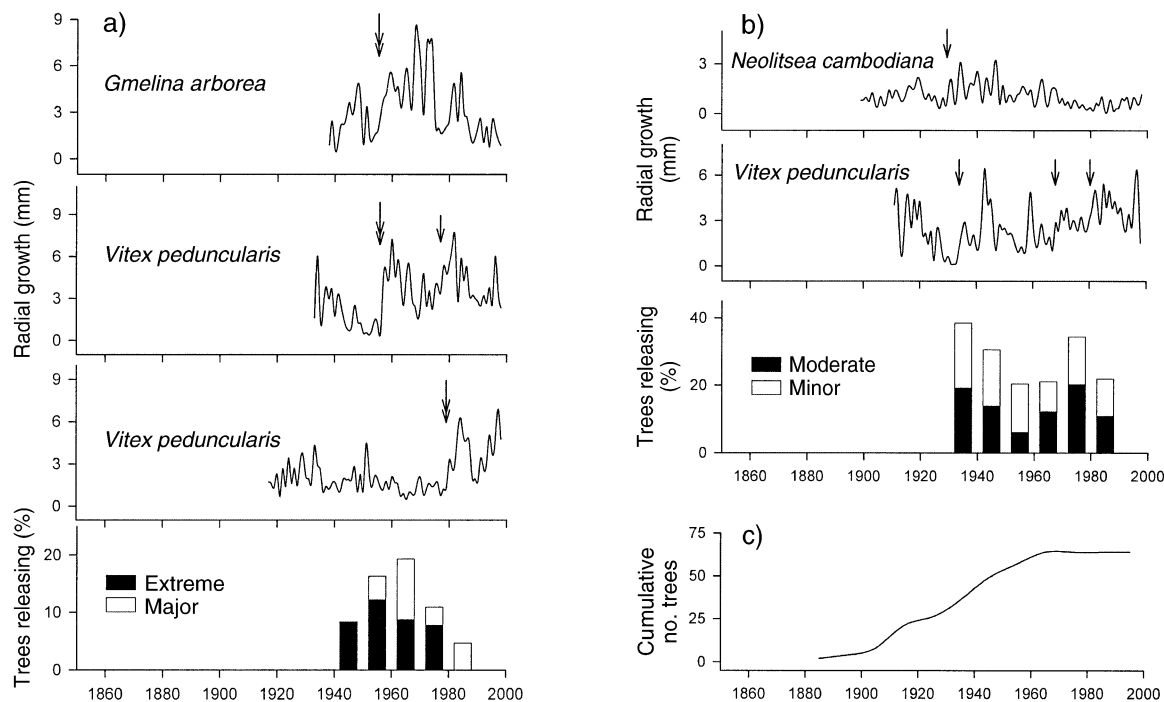 a)
9
6
3
0
Gmelina arborea
Radial growth (mm)
9
6
3
0
Vitex peduncularis
9
6
3
0
Vitex peduncularis
Trees releasing (%)
20
10
0
Extreme
Major
1860 1880 1900 1920 1940 1960 1980 2000
b)
Radial growth
(mm)
3
0
Neolitsea cambodiana
6
3
0
Vitex peduncularis
Trees releasing
(%)
40
20
0
Moderate
Minor
1860 1880 1900 1920 1940 1960 1980 2000
c)
Cumulative
no. trees
75
50
25
0
1860 1880 1900 1920 1940 1960 1980 2000